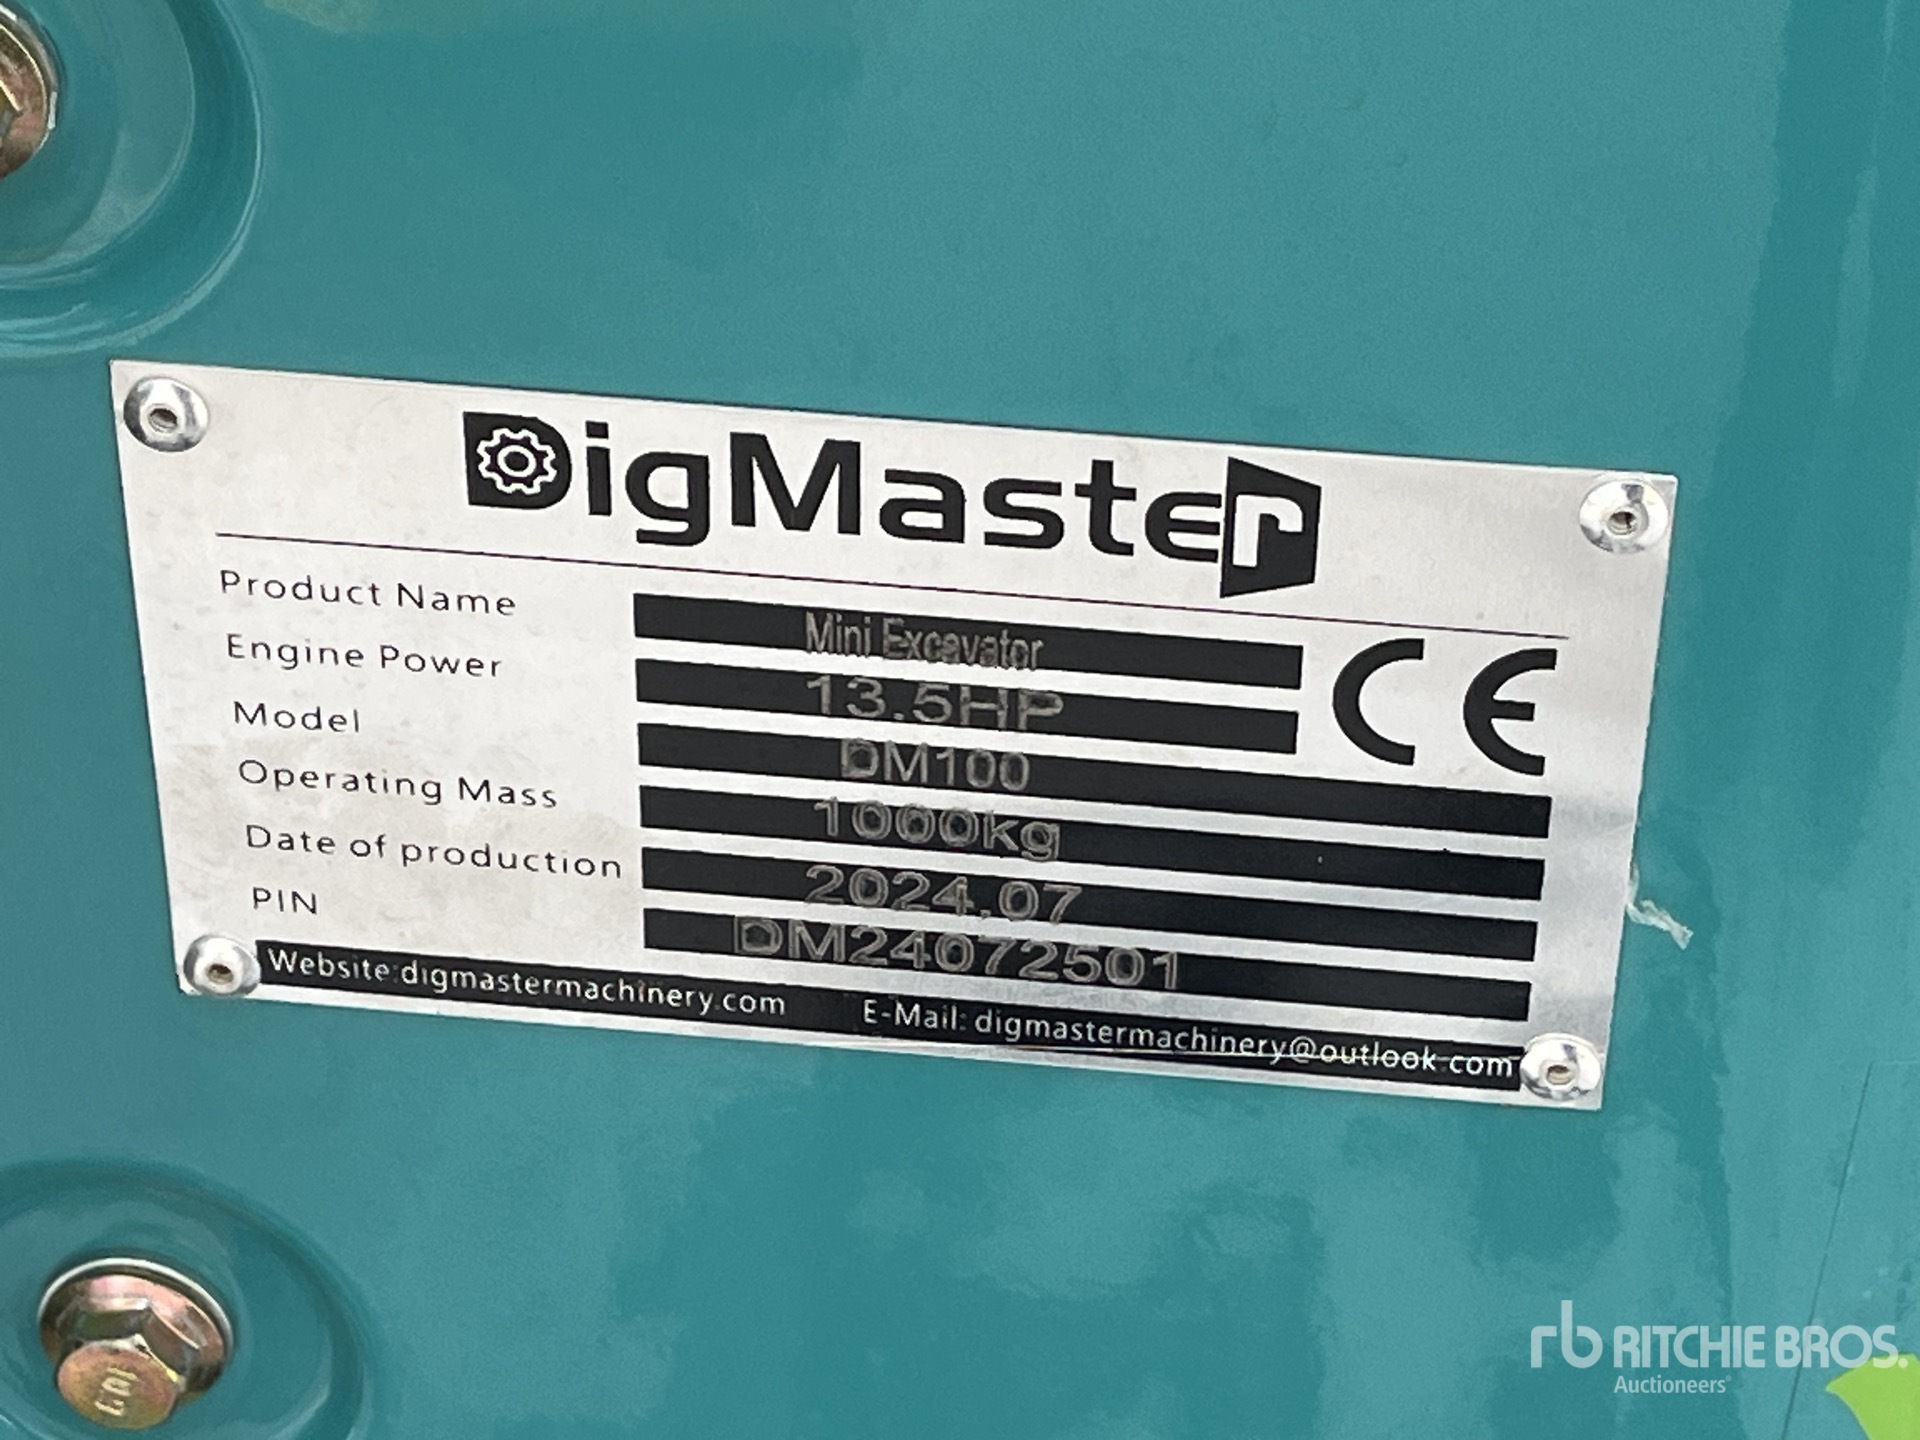 DigMaster
Product Name Mini Excavator
Engine Power 13.5HP
Model DM100
Operating Mass 1000kg
Date of production 2024.07
PIN DM24072501
CE
Website:digmastermachinery.com E-Mail: digmastermachinery@outlook.com
rb RITCHIE BROS.
Auctioneers